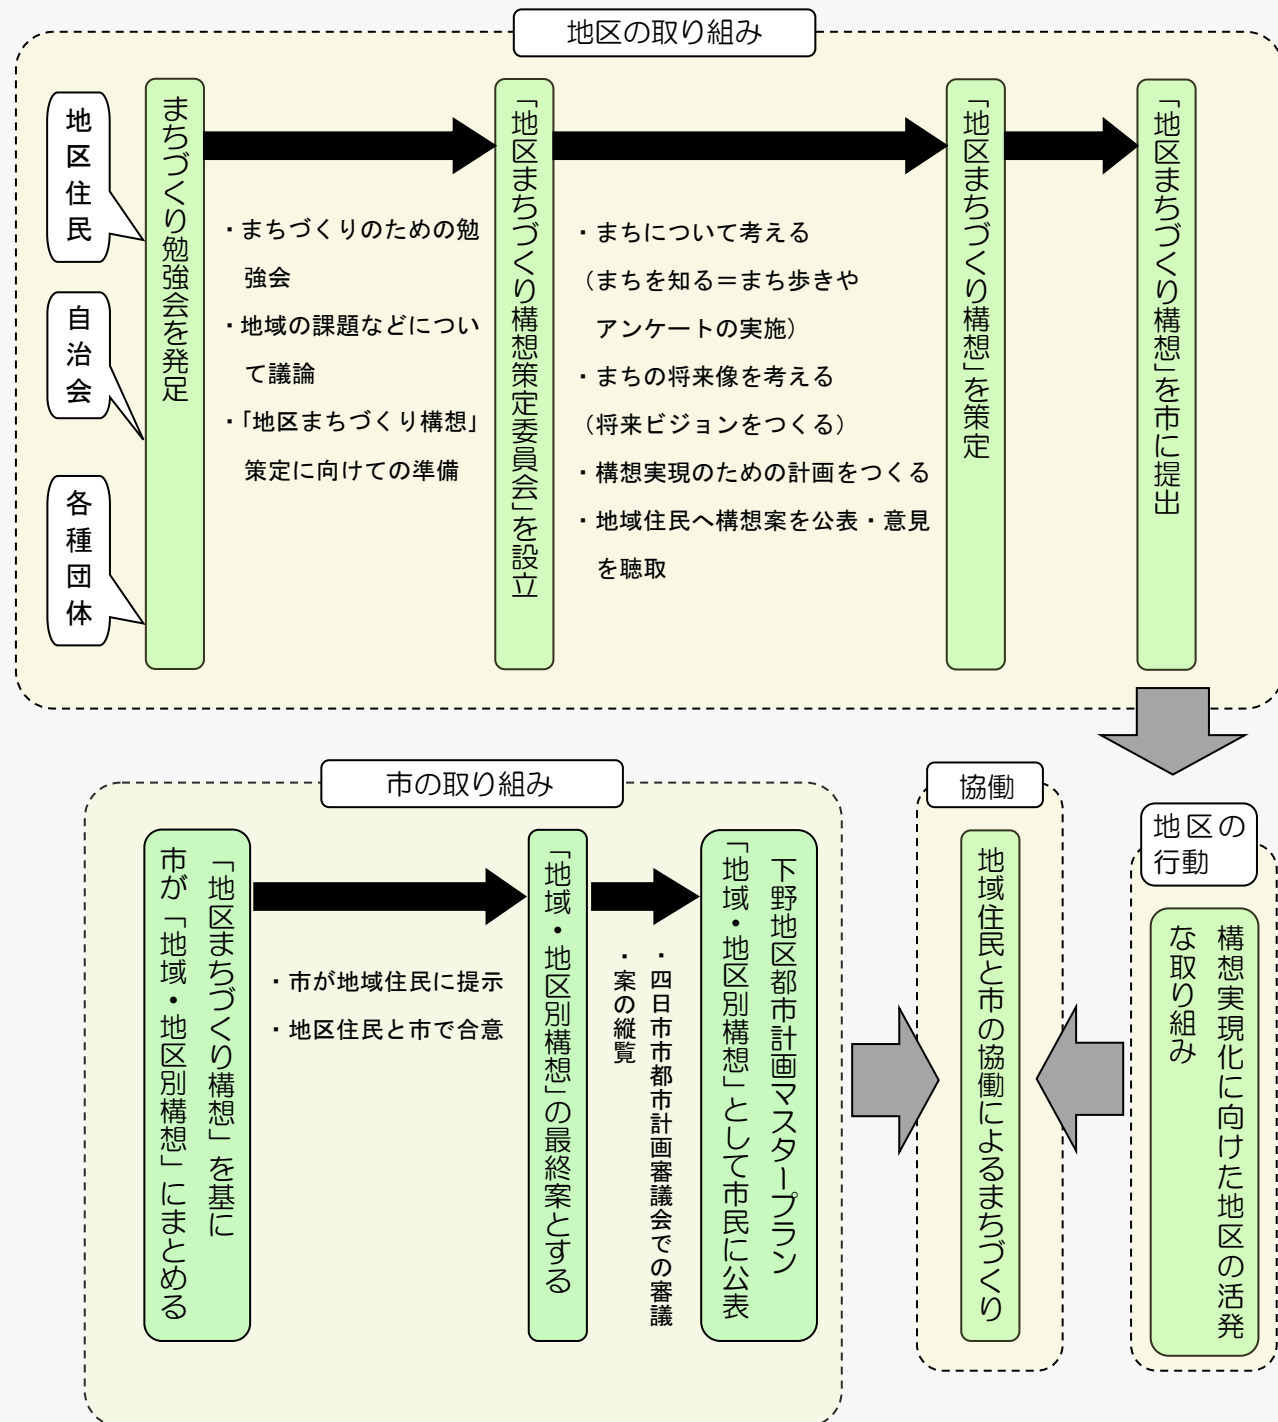 地区の取り組み
地区住民
自治会
各種団体
まちづくり勉強会を発足
・まちづくりのための勉
強会
・地域の課題などについ
て議論
・「地区まちづくり構想」
策定に向けての準備
「地区まちづくり構想策定委員会」を設立
・まちについて考える
（まちを知る＝まち歩きや
アンケートの実施）
・まちの将来像を考える
（将来ビジョンをつくる）
・構想実現のための計画をつくる
・地域住民へ構想案を公表・意見
を聴取
「地区まちづくり構想」を策定
「地区まちづくり構想」を市に提出
市の取り組み
「地区まちづくり構想」を基に
市が「地域・地区別構想」にまとめる
・市が地域住民に提示
・地区住民と市で合意
「地域・地区別構想」の最終案とする
・四日市市都市計画審議会での審議
・案の縦覧
下野地区都市計画マスタープラン
「地域・地区別構想」として市民に公表
協働
地域住民と市の協働によるまちづくり
地区の
行動
構想実現化に向けた地区の活発
な取り組み